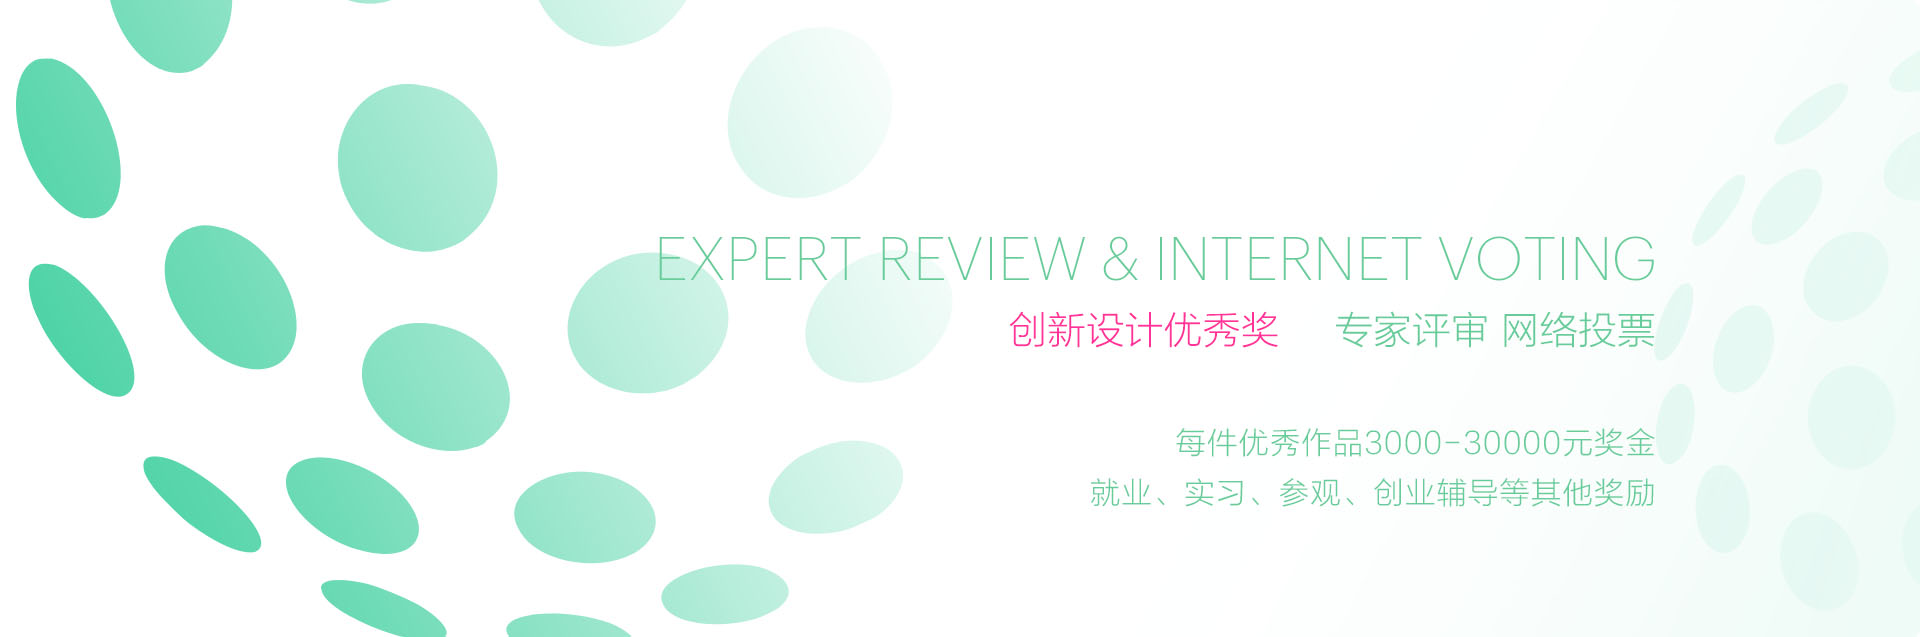 EXPERT REVIEW & INTERNET VOTING
创新设计优秀奖 专家评审 网络投票
每件优秀作品3000-30000元奖金
就业、实习、参观、创业辅导等其他奖励